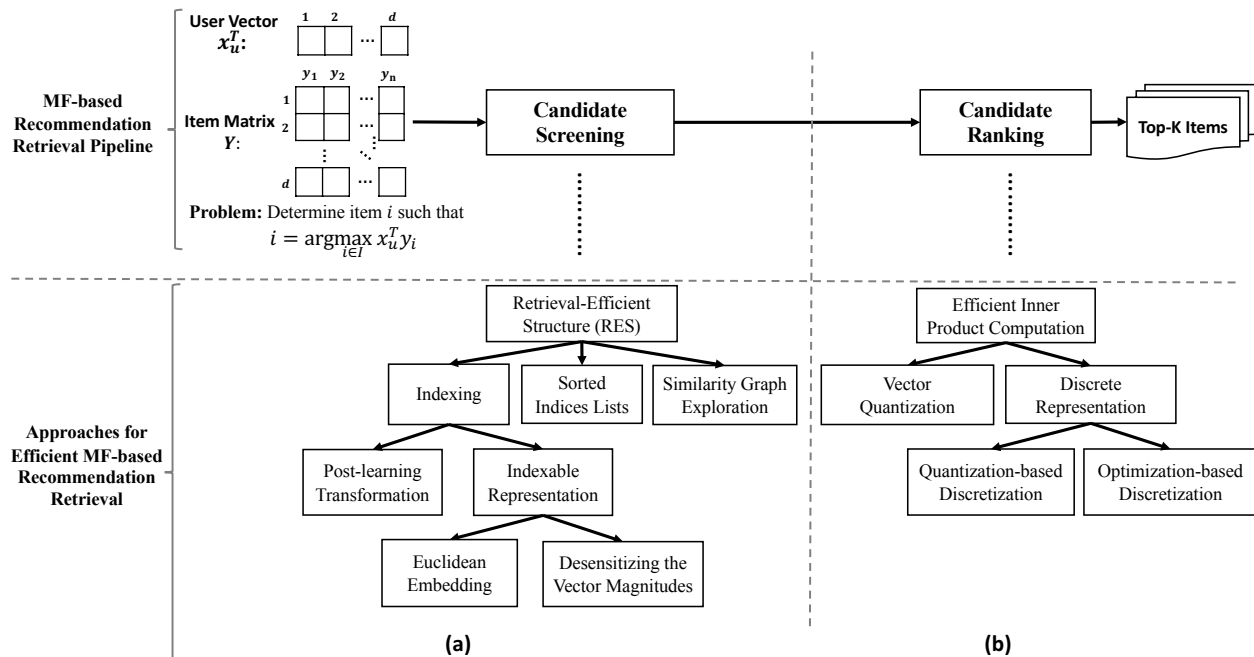 MF-based
Recommendation
Retrieval Pipeline
User Vector
x_u^T:
1 2 ... d
Item Matrix
Y:
y_1 y_2 ... y_n
1
2
d
Problem: Determine item i such that
i = argmax x_u^T y_i
i∈I
Candidate
Screening
Candidate
Ranking
Top-K Items
Approaches for
Efficient MF-based
Recommendation
Retrieval
Retrieval-Efficient
Structure (RES)
Indexing
Sorted
Indices Lists
Similarity Graph
Exploration
Post-learning
Transformation
Indexable
Representation
Euclidean
Embedding
Desensitizing the
Vector Magnitudes
(a)
Efficient Inner
Product Computation
Vector
Quantization
Discrete
Representation
Quantization-based
Discretization
Optimization-based
Discretization
(b)